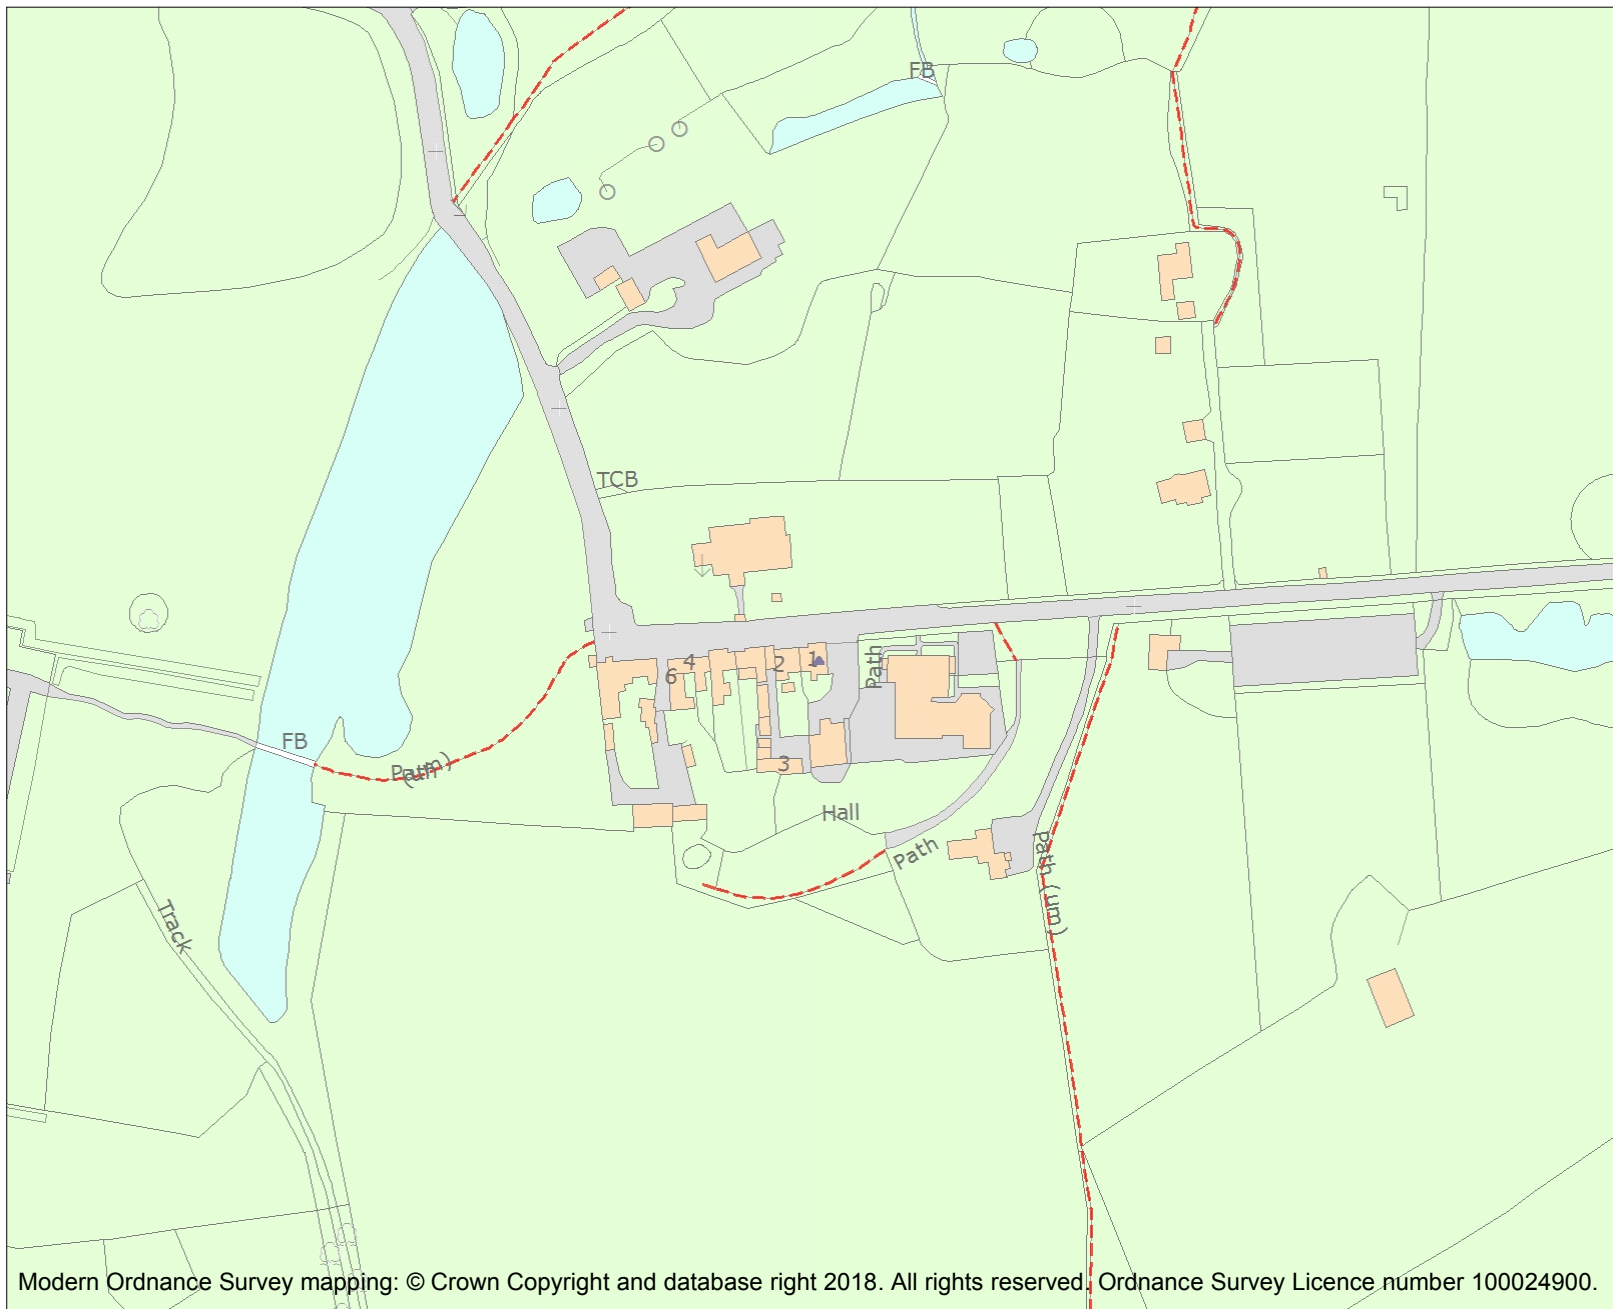 FB
TCB
4
2
1
6
Path
FB
Path
(um)
3
Hall
Path
Path (um)
Track
Modern Ordnance Survey mapping: © Crown Copyright and database right 2018. All rights reserved. Ordnance Survey Licence number 100024900.